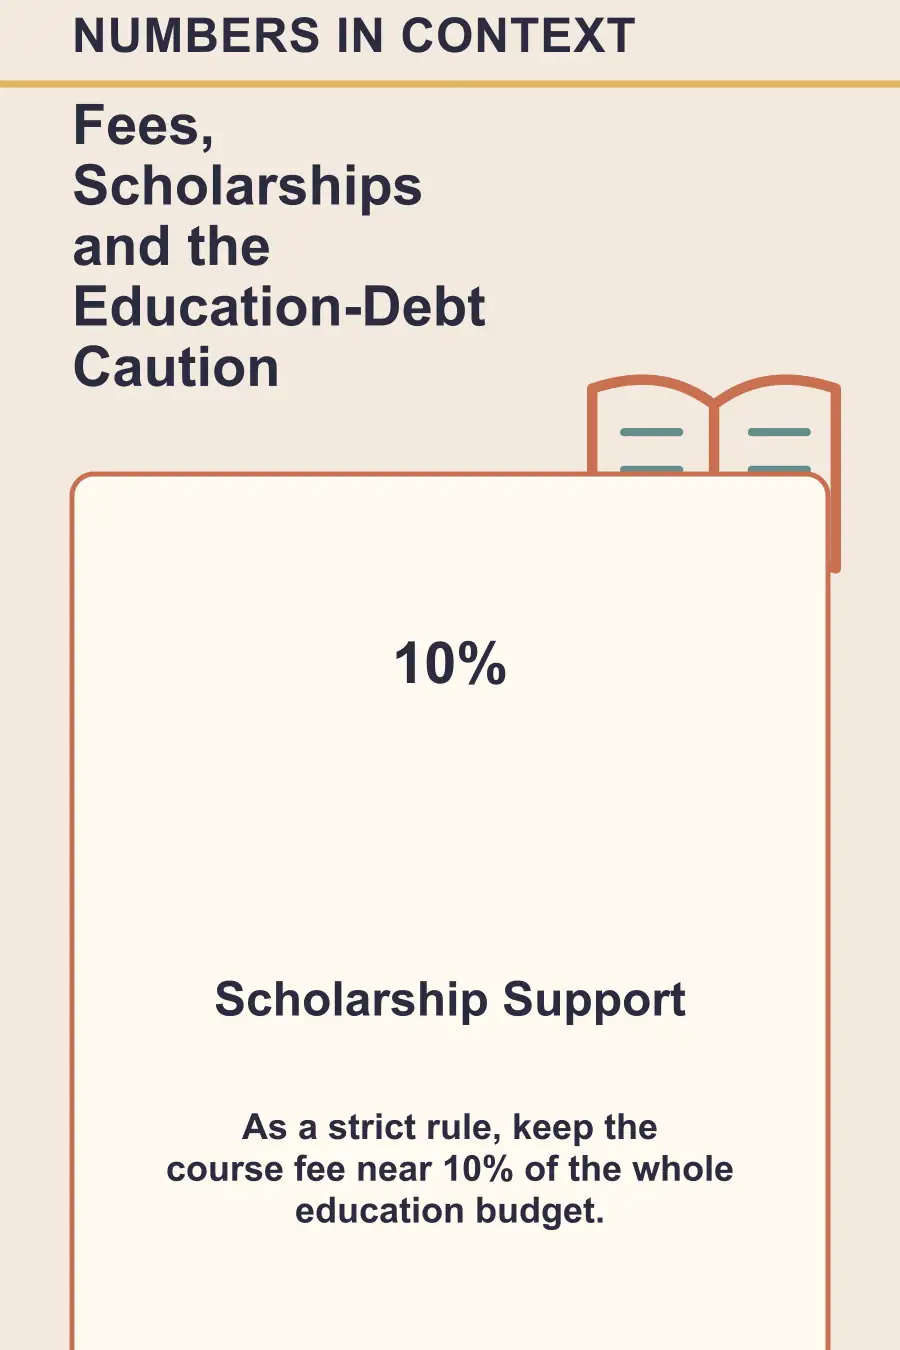 NUMBERS IN CONTEXT
Fees,
Scholarships
and the
Education-Debt
Caution
10%
Scholarship Support
As a strict rule, keep the
course fee near 10% of the whole
education budget.